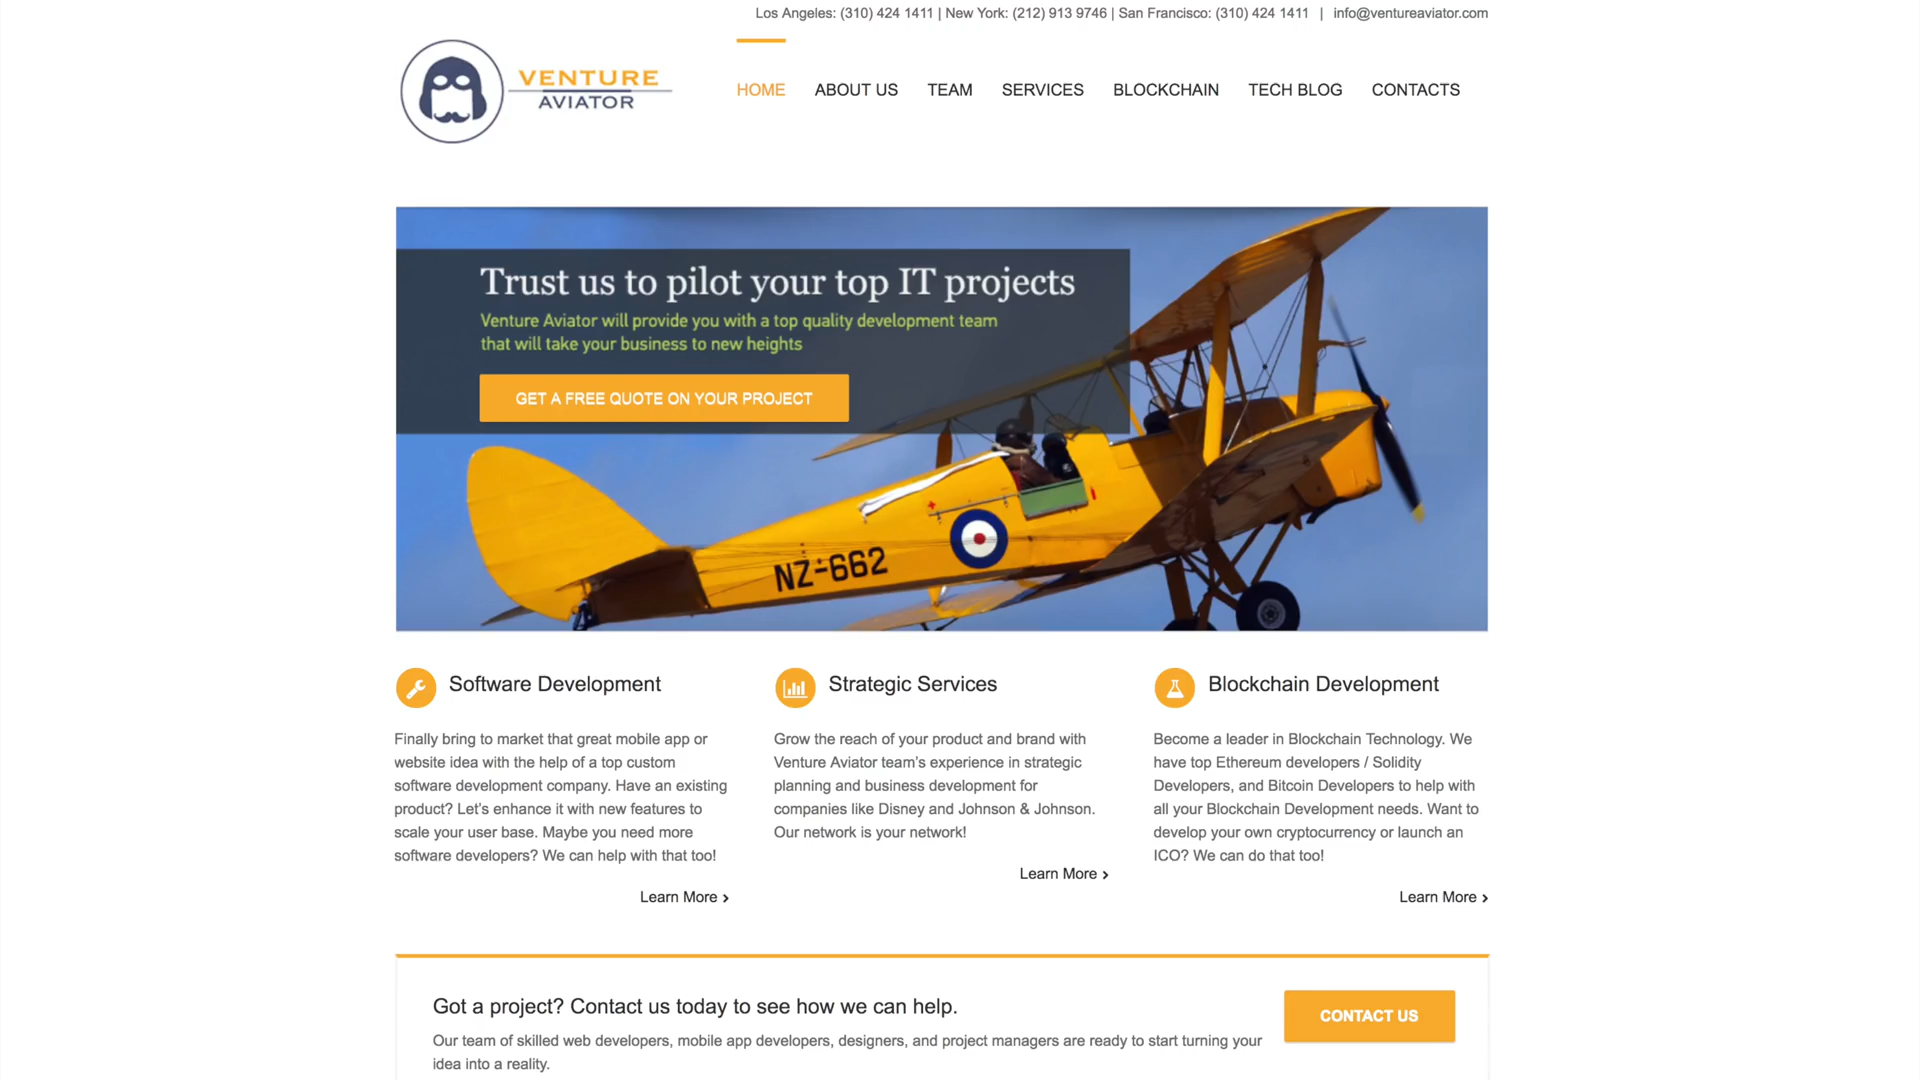 Los Angeles: (310) 424 1411 | New York: (212) 913 9746 | San Francisco: (310) 424 1411 | info@ventureaviator.com
VENTURE
AVIATOR
HOME ABOUT US TEAM SERVICES BLOCKCHAIN TECH BLOG CONTACTS
Trust us to pilot your top IT projects
Venture Aviator will provide you with a top quality development team
that will take your business to new heights
GET A FREE QUOTE ON YOUR PROJECT
NZ-662
Software Development
Finally bring to market that great mobile app or
website idea with the help of a top custom
software development company. Have an existing
product? Let's enhance it with new features to
scale your user base. Maybe you need more
software developers? We can help with that too!
Learn More
Strategic Services
Grow the reach of your product and brand with
Venture Aviator team's experience in strategic
planning and business development for
companies like Disney and Johnson & Johnson.
Our network is your network!
Learn More
Blockchain Development
Become a leader in Blockchain Technology. We
have top Ethereum developers / Solidity
Developers, and Bitcoin Developers to help with
all your Blockchain Development needs. Want to
develop your own cryptocurrency or launch an
ICO? We can do that too!
Learn More
Got a project? Contact us today to see how we can help.
Our team of skilled web developers, mobile app developers, designers, and project managers are ready to start turning your
idea into a reality.
CONTACT US